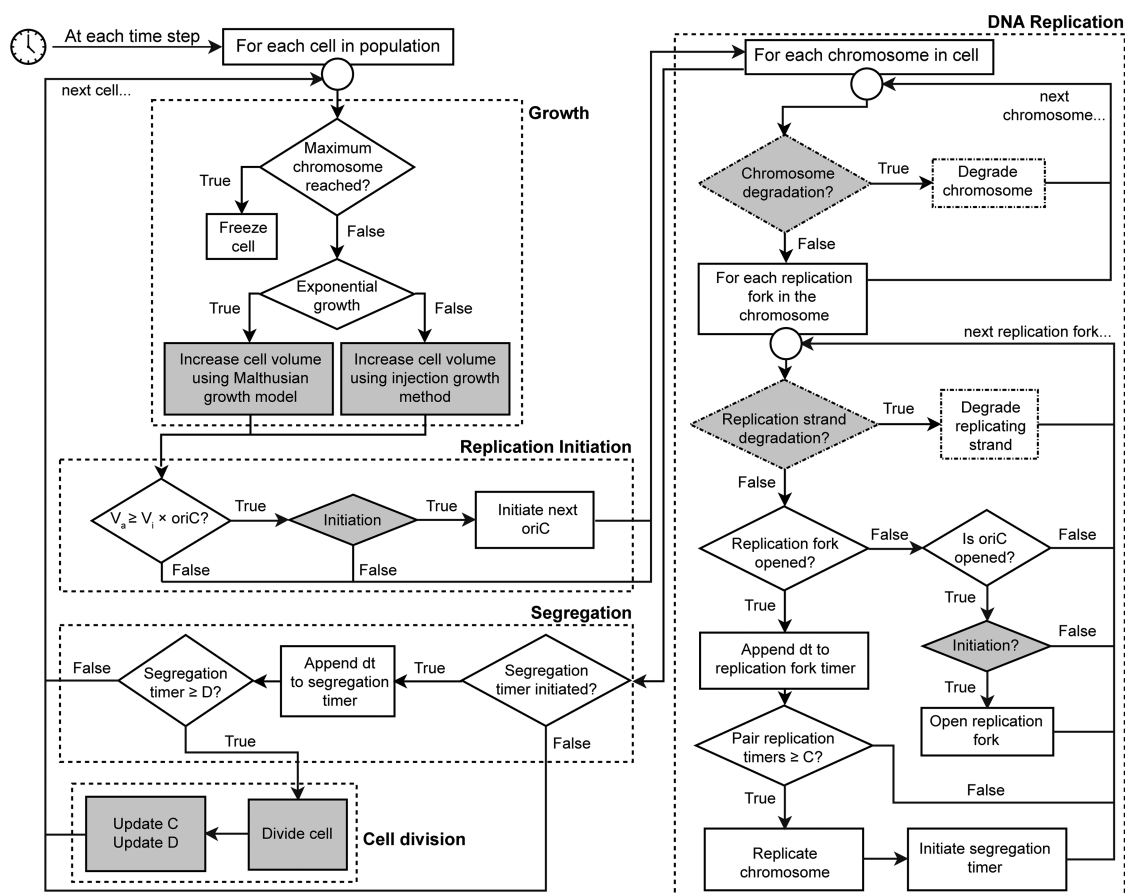 At each time step
For each cell in population
next cell...
Growth
Maximum
chromosome
reached?
True
Freeze
cell
False
Exponential
growth
True
False
Increase cell volume
using Malthusian
growth model
Increase cell volume
using injection growth
method
Replication Initiation
Va ≥ Vi × oriC?
True
Initiation
True
Initiate next
oriC
False
False
Segregation
False
Segregation
timer ≥ D?
Append dt
to segregation
timer
True
Segregation
timer initiated?
True
False
Update C
Update D
Divide cell
Cell division
DNA Replication
For each chromosome in cell
next
chromosome...
Chromosome
degradation?
True
Degrade
chromosome
False
For each replication
fork in the
chromosome
next replication fork...
Replication strand
degradation?
True
Degrade
replicating
strand
False
Replication fork
opened?
False
Is oriC
opened?
False
True
True
Append dt to
replication fork timer
Initiation?
False
True
Open replication
fork
Pair replication
timers ≥ C?
False
True
Replicate
chromosome
Initiate segregation
timer